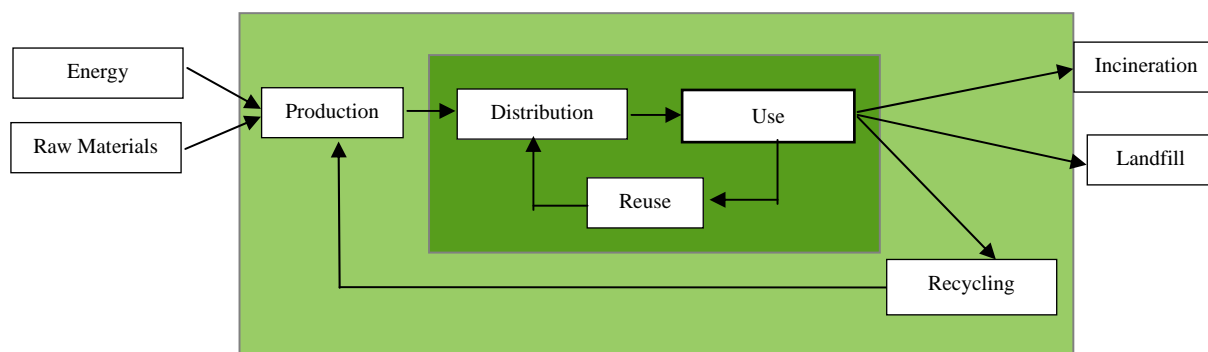 Energy
Raw Materials
Production
Distribution
Use
Reuse
Incineration
Landfill
Recycling